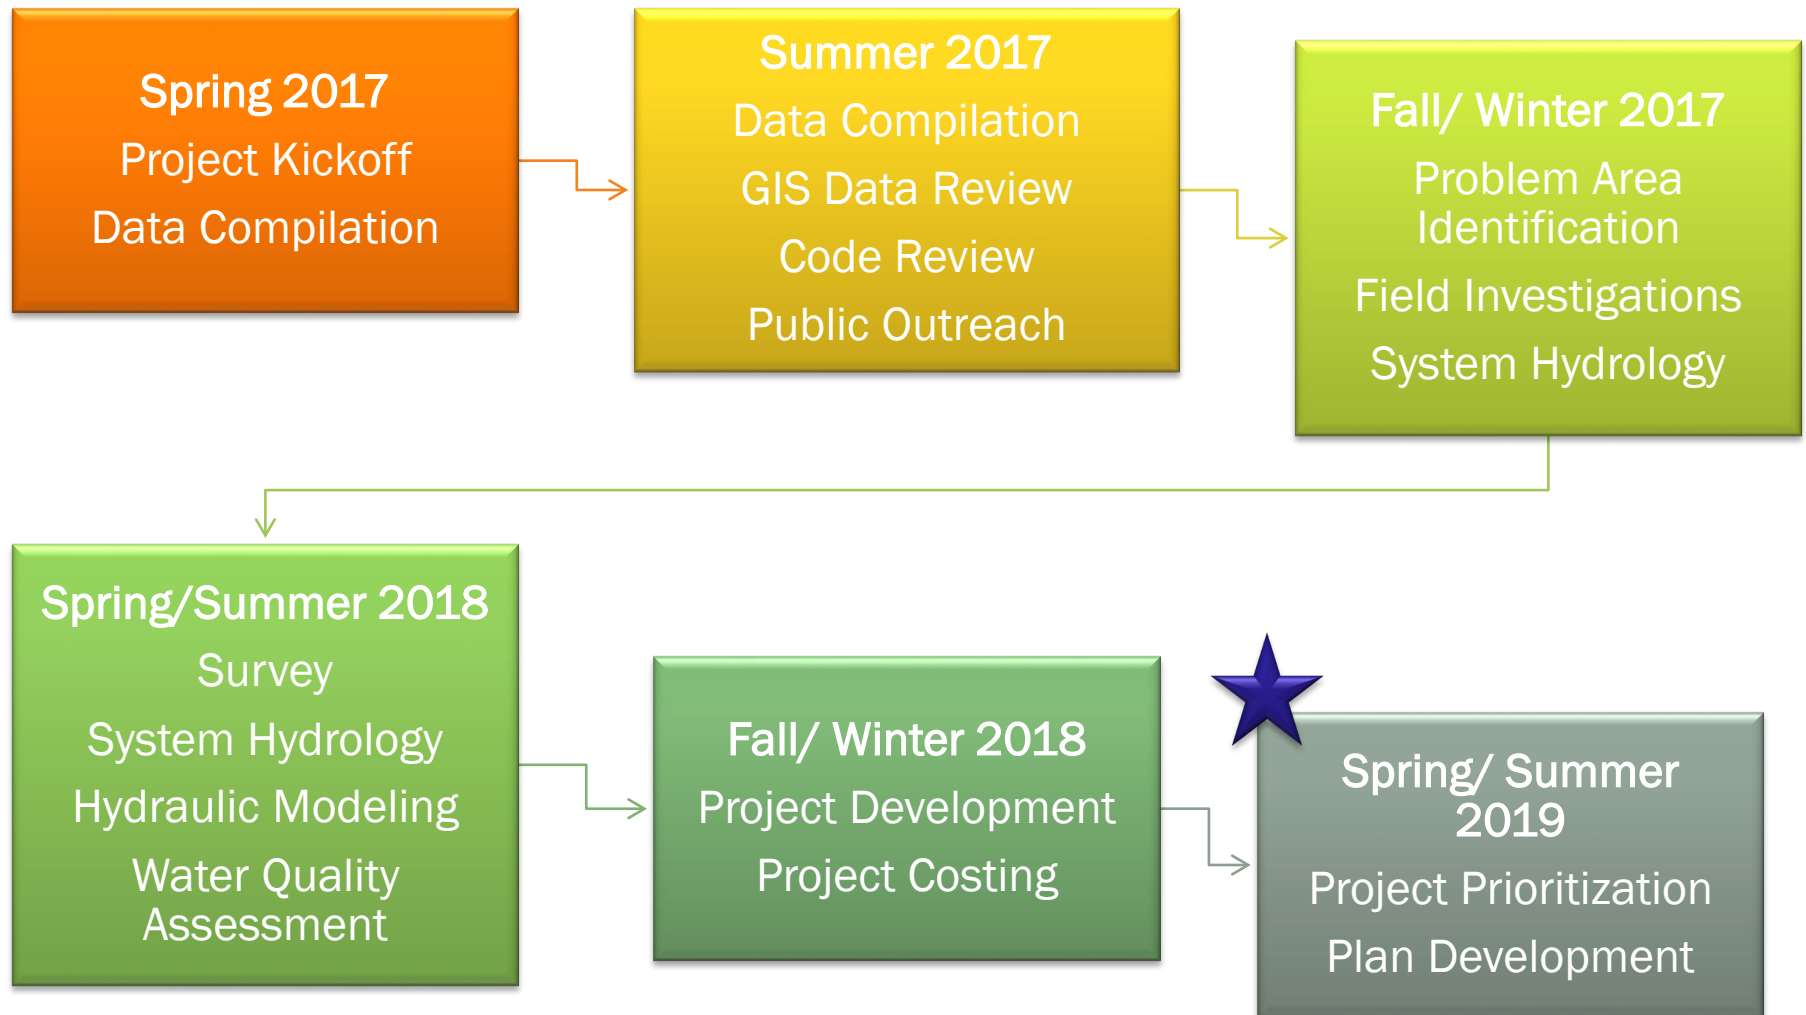 Spring 2017
Project Kickoff
Data Compilation
Summer 2017
Data Compilation
GIS Data Review
Code Review
Public Outreach
Fall/ Winter 2017
Problem Area
Identification
Field Investigations
System Hydrology
Spring/Summer 2018
Survey
System Hydrology
Hydraulic Modeling
Water Quality
Assessment
Fall/ Winter 2018
Project Development
Project Costing
Spring/ Summer
2019
Project Prioritization
Plan Development